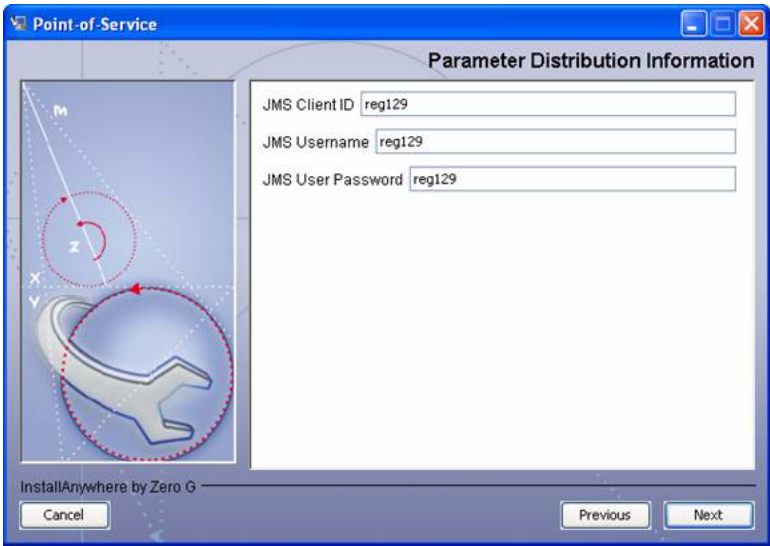 Point-of-Service
Parameter Distribution Information
JMS Client ID reg129
JMS Username reg129
JMS User Password reg129
M
Z
X
Y
InstallAnywhere by Zero G
Cancel Previous Next